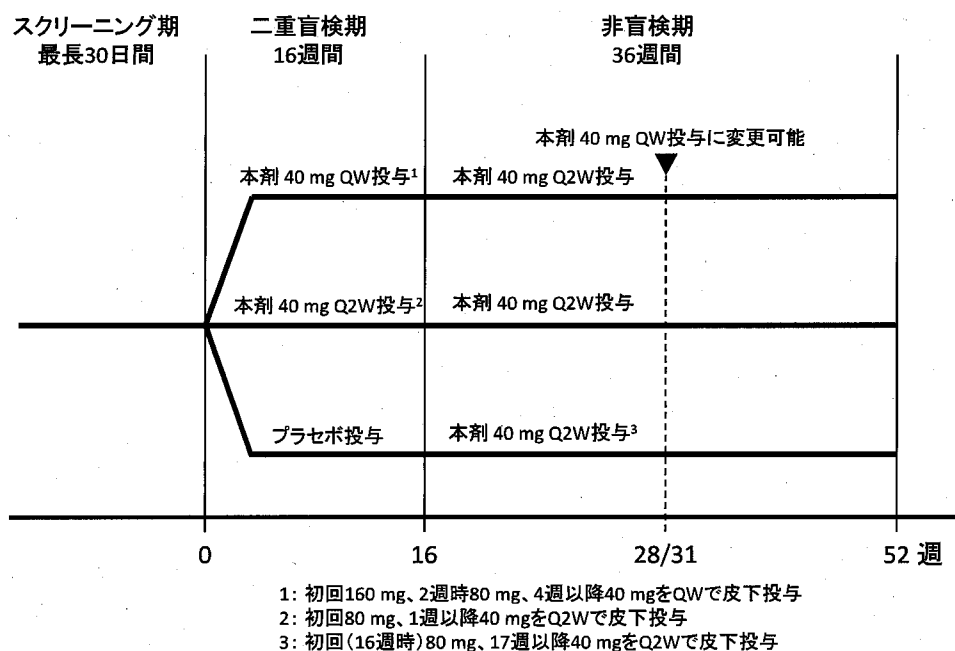 スクリーニング期
最長30日間
二重盲検期
16週間
非盲検期
36週間
本剤 40 mg QW投与に変更可能
本剤 40 mg QW投与1
本剤 40 mg Q2W投与
本剤 40 mg Q2W投与2
本剤 40 mg Q2W投与
プラセボ投与
本剤 40 mg Q2W投与3
0
16
28/31
52 週
1: 初回160 mg、2週時80 mg、4週以降40 mgをQWで皮下投与
2: 初回80 mg、1週以降40 mgをQ2Wで皮下投与
3: 初回(16週時)80 mg、17週以降40 mgをQ2Wで皮下投与